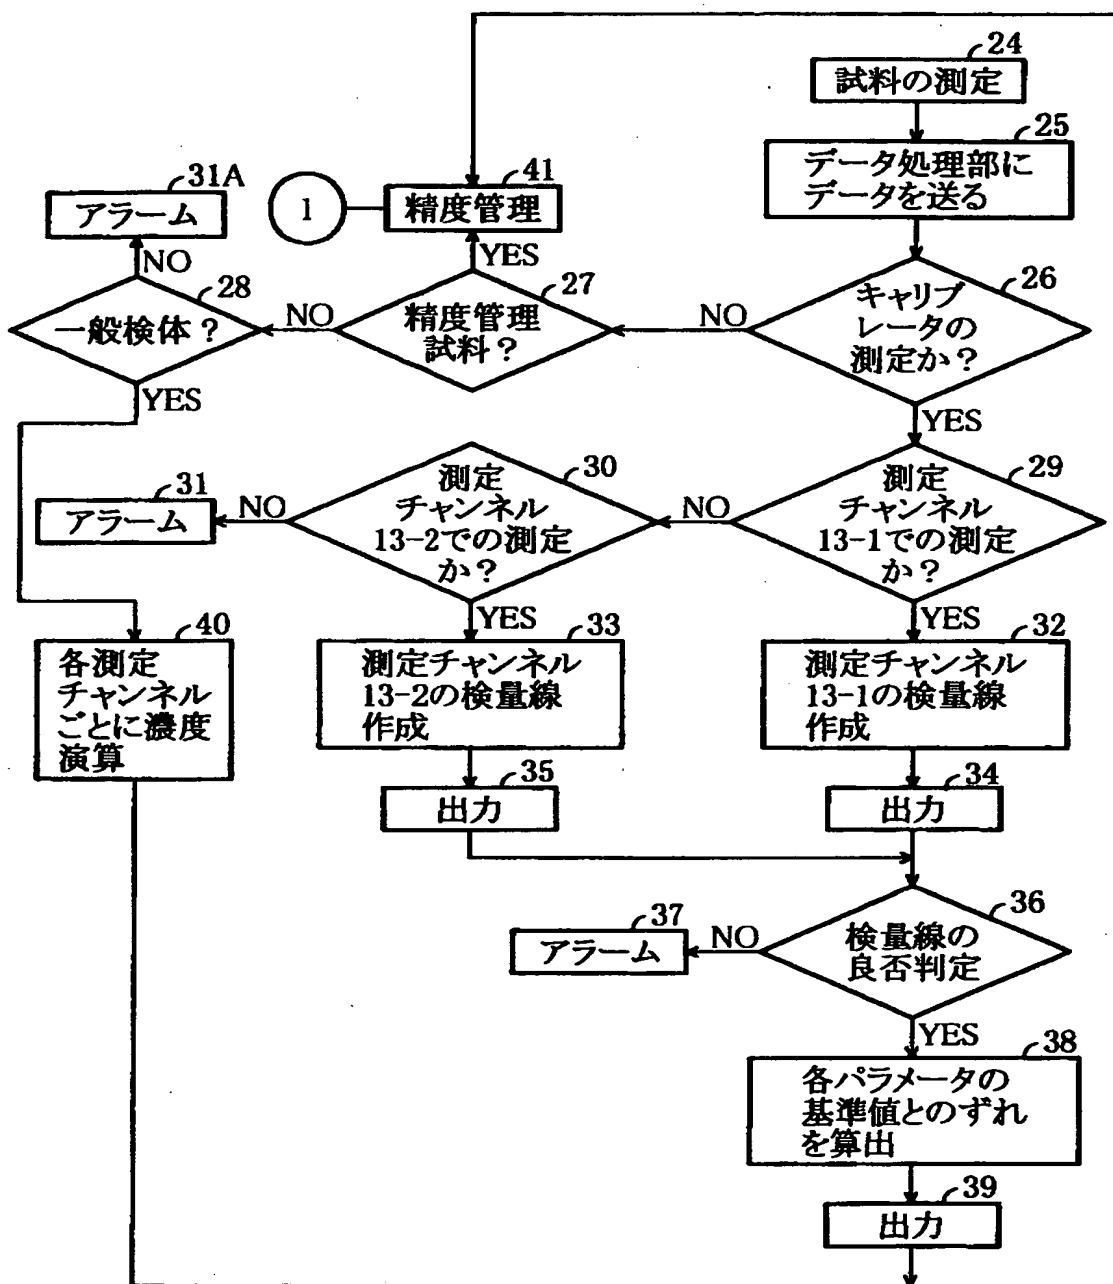 24
試料の測定
25
データ処理部に
データを送る
31A
アラーム
1
41
精度管理
NO
28
一般検体？
NO
YES
27
精度管理
試料？
NO
26
キャリブ
レータの
測定か？
YES
YES
31
アラーム
NO
30
測定
チャンネル
13-2での測定
か？
NO
29
測定
チャンネル
13-1での測定
か？
YES
YES
40
各測定
チャンネル
ごとに濃度
演算
33
測定チャンネル
13-2の検量線
作成
32
測定チャンネル
13-1の検量線
作成
35
出力
34
出力
37
アラーム
NO
36
検量線の
良否判定
YES
38
各パラメータの
基準値とのずれ
を算出
39
出力